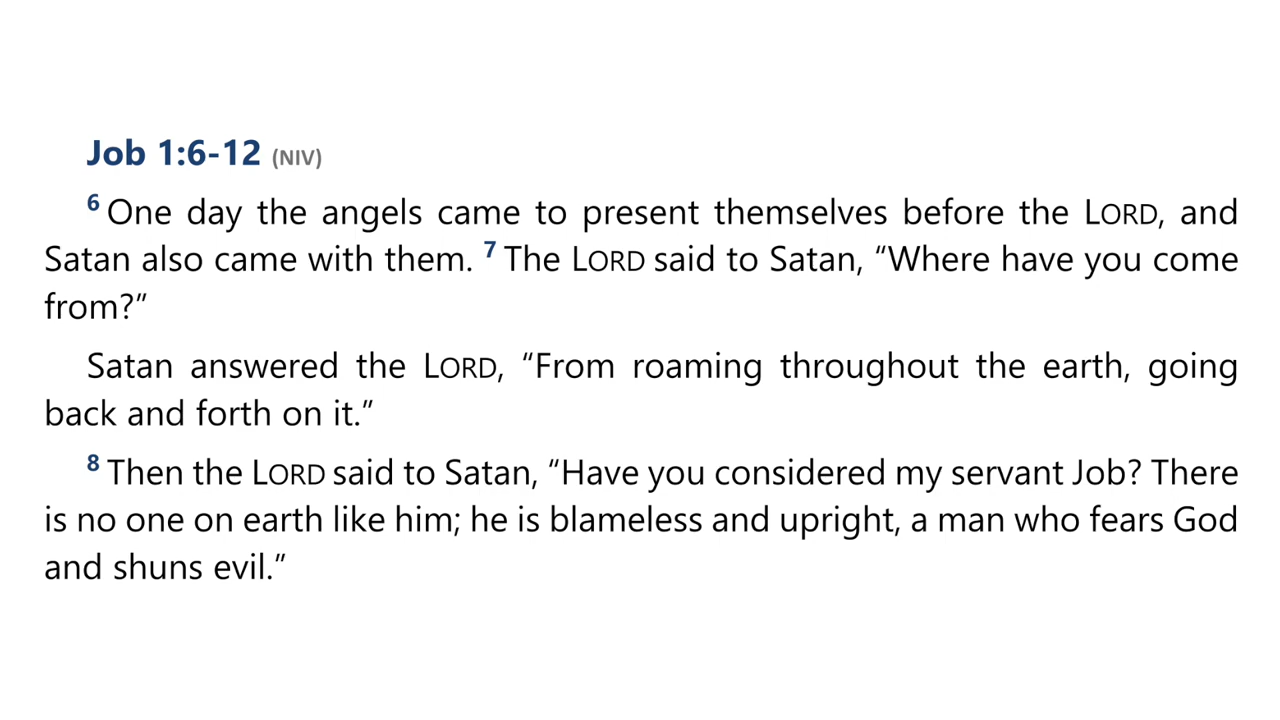 Job 1:6-12 (NIV)
6 One day the angels came to present themselves before the LORD, and
Satan also came with them. 7 The LORD said to Satan, “Where have you come
from?”
Satan answered the LORD, “From roaming throughout the earth, going
back and forth on it.”
8 Then the LORD said to Satan, “Have you considered my servant Job? There
is no one on earth like him; he is blameless and upright, a man who fears God
and shuns evil.”